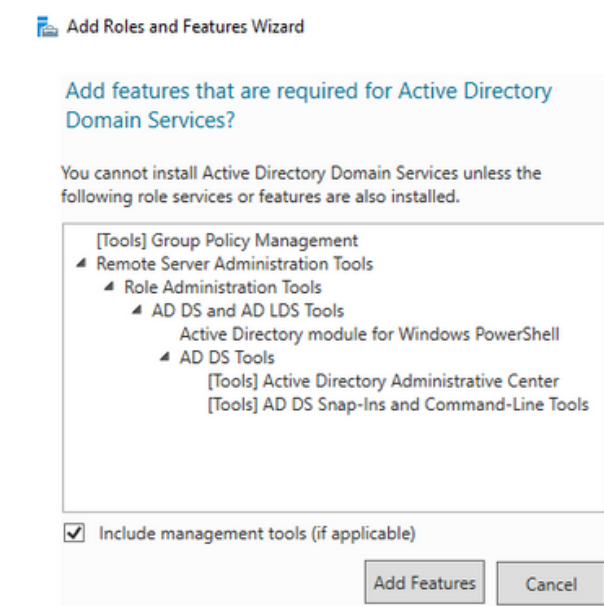 Add Roles and Features Wizard
Add features that are required for Active Directory
Domain Services?
You cannot install Active Directory Domain Services unless the
following role services or features are also installed.
[Tools] Group Policy Management
Remote Server Administration Tools
Role Administration Tools
AD DS and AD LDS Tools
Active Directory module for Windows PowerShell
AD DS Tools
[Tools] Active Directory Administrative Center
[Tools] AD DS Snap-Ins and Command-Line Tools
Include management tools (if applicable)
Add Features Cancel